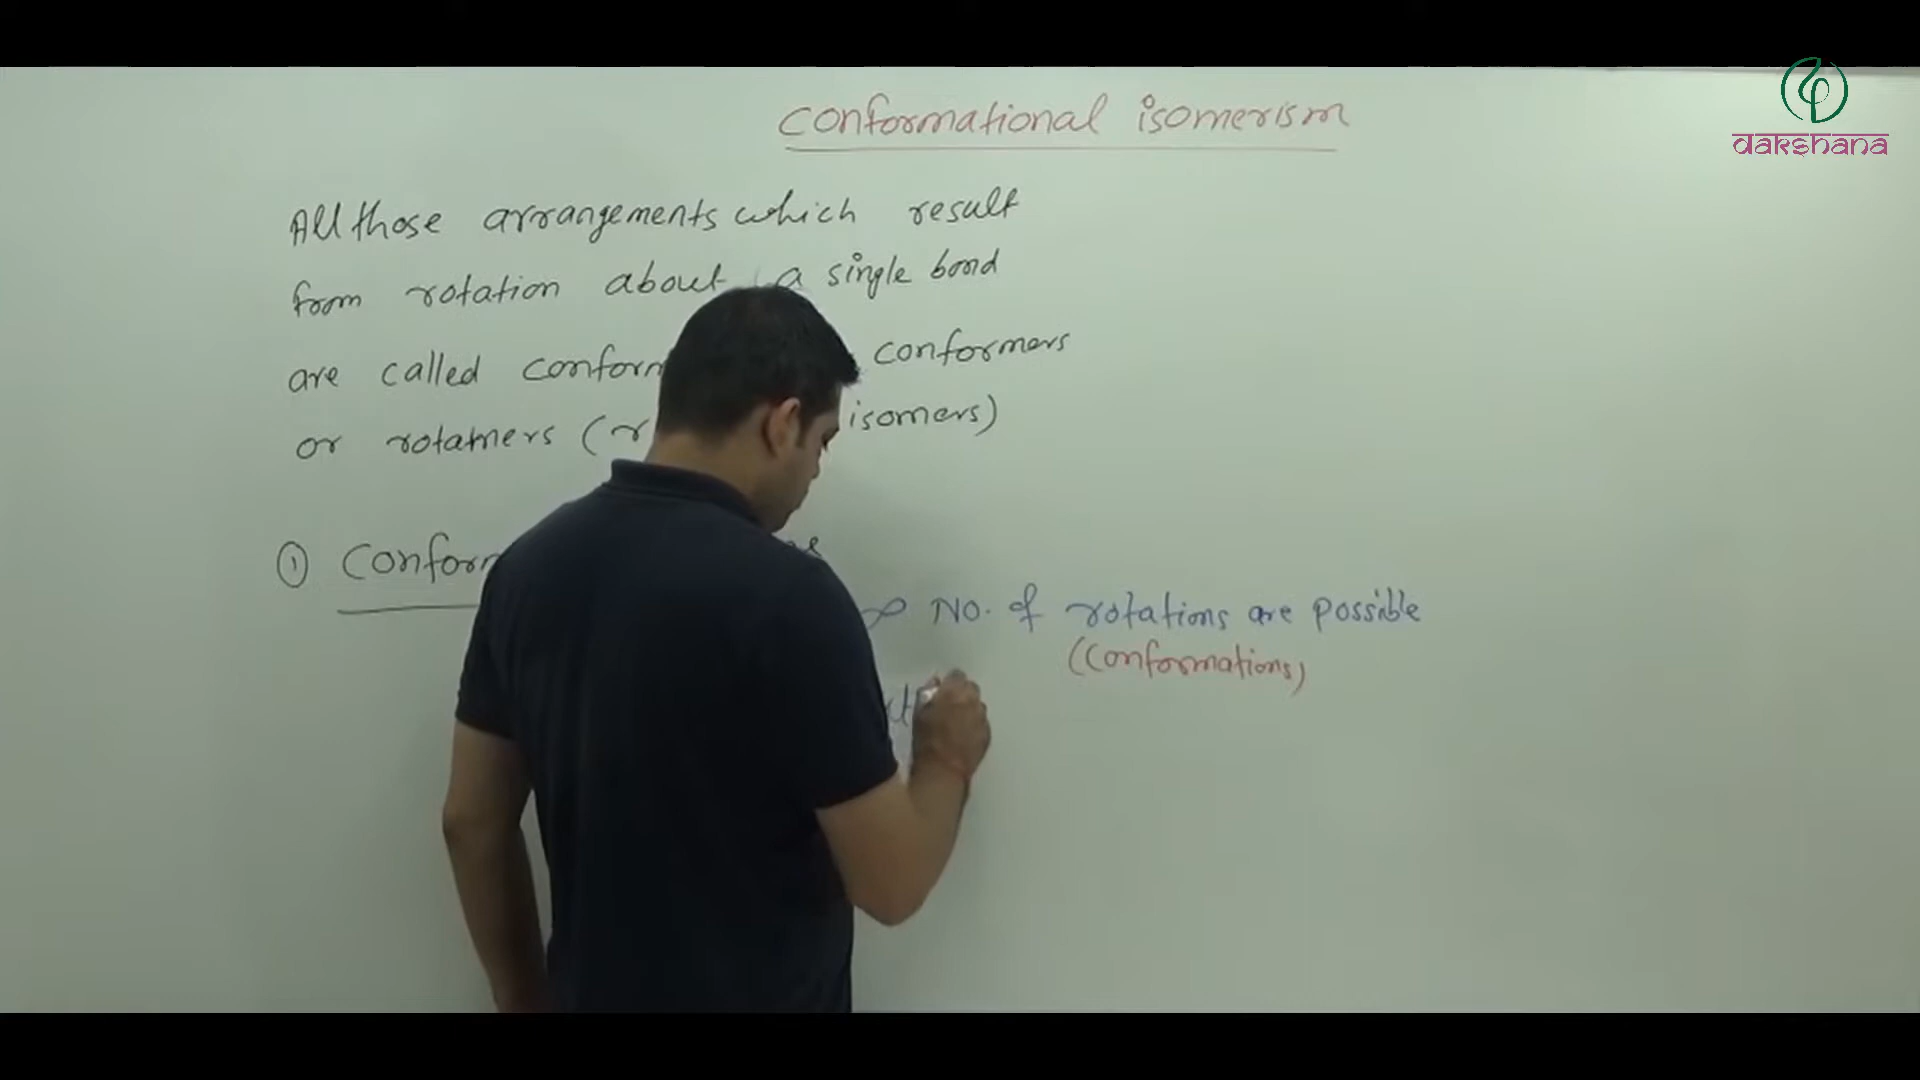 conformational isomerism
dakshana
All those arrangements which result
from rotation about a single bond
are called conformers
or rotamers ( isomers)
①
∞ No. of rotations are possible
(Conformations)